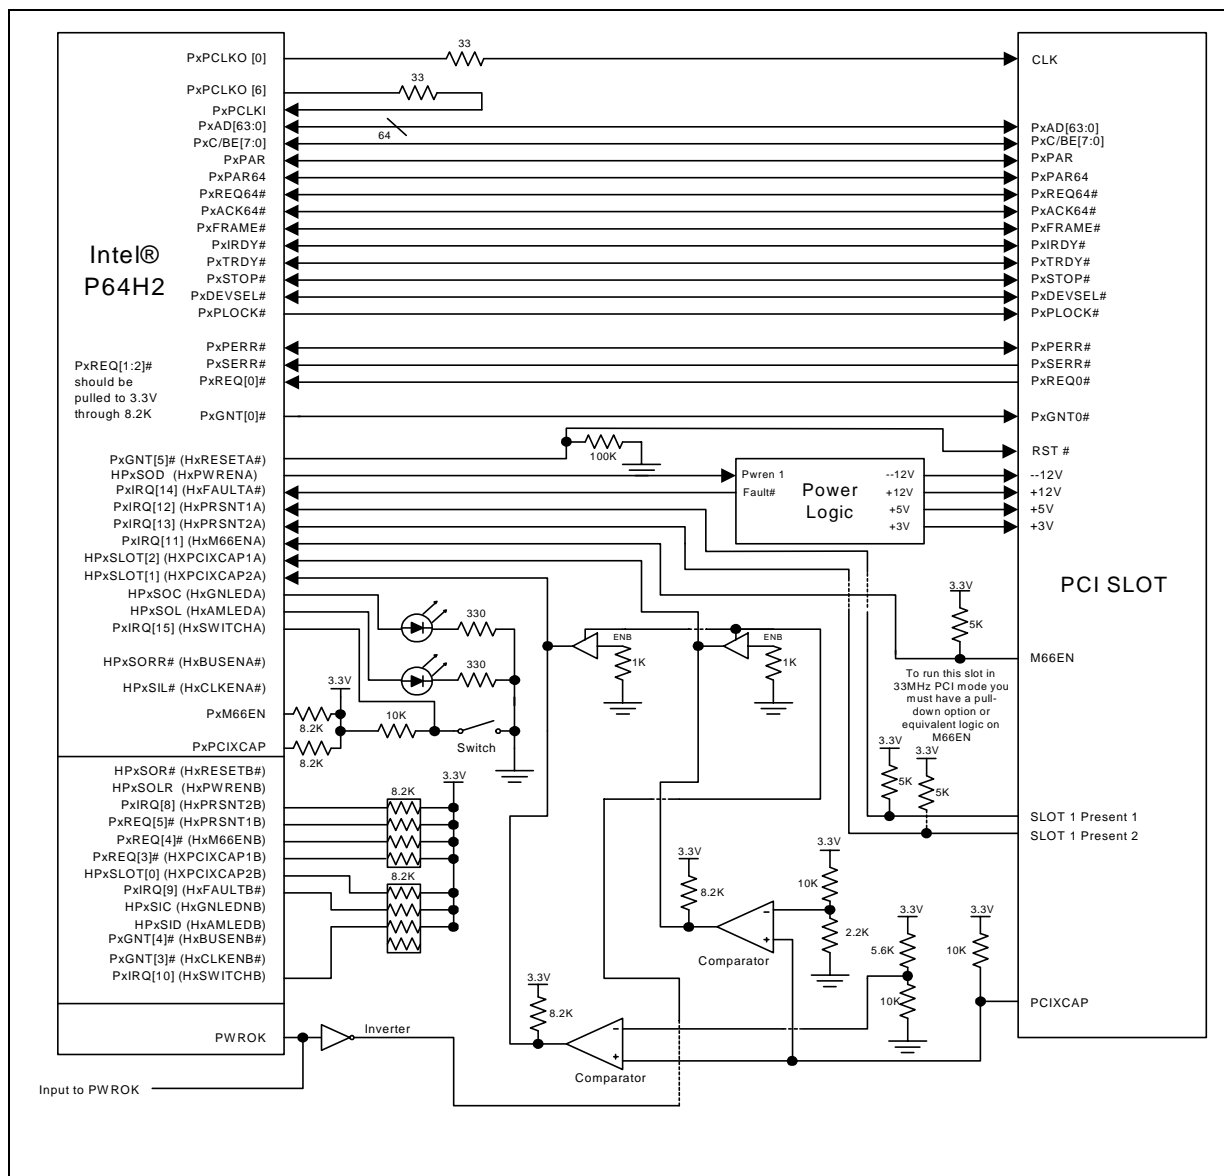 PxPCLKO [0]
33
CLK
PxPCLKO [6]
33
PxPCLKI
PxAD[63:0]
64
PxAD[63:0]
PxC/BE[7:0]
PxC/BE[7:0]
PxPAR
PxPAR
PxPAR64
PxPAR64
PxREQ64#
PxREQ64#
PxACK64#
PxACK64#
PxFRAME#
PxFRAME#
PxIRDY#
PxIRDY#
PxTRDY#
PxTRDY#
PxSTOP#
PxSTOP#
PxDEVSEL#
PxDEVSEL#
PxPLOCK#
PxPLOCK#
Intel®
P64H2
PxPERR#
PxPERR#
PxSERR#
PxSERR#
PxREQ[0]#
PxREQ0#
PxREQ[1:2]#
should be
pulled to 3.3V
through 8.2K
PxGNT[0]#
PxGNT0#
PxGNT[5]# (HxRESETA#)
100K
RST #
HPxSOD (HxPWRENA)
PxIRQ[14] (HxFAULTA#)
PxIRQ[12] (HxPRSNT1A)
PxIRQ[13] (HxPRSNT2A)
PxIRQ[11] (HxM66ENA)
HPxSLOT[2] (HXPCIXCAP1A)
HPxSLOT[1] (HXPCIXCAP2A)
HPxSOC (HxGNLEDA)
HPxSOL (HxAMLEDA)
PxIRQ[15] (HxSWITCHA)
HPxSORR# (HxBUSENA#)
HPxSIL# (HxCLKENA#)
PxM66EN
PxPCIXCAP
Pwren 1
Fault#
Power
Logic
--12V
+12V
+5V
+3V
--12V
+12V
+5V
+3V
PCI SLOT
330
330
3.3V
8.2K
8.2K
10K
Switch
ENB
1K
ENB
1K
3.3V
5K
M66EN
To run this slot in
33MHz PCI mode you
must have a pull-
down option or
equivalent logic on
M66EN
3.3V
5K
3.3V
5K
SLOT 1 Present 1
SLOT 1 Present 2
HPxSOR# (HxRESETB#)
HPxSOLR (HxPWRENB)
PxIRQ[8] (HxPRSNT2B)
PxREQ[5]# (HxPRSNT1B)
PxREQ[4]# (HxM66ENB)
PxREQ[3]# (HXPCIXCAP1B)
HPxSLOT[0] (HXPCIXCAP2B)
PxIRQ[9] (HxFAULTB#)
HPxSIC (HxGNLEDNB)
HPxSID (HxAMLEDB)
PxGNT[4]# (HxBUSENB#)
PxGNT[3]# (HxCLKENB#)
PxIRQ[10] (HxSWITCHB)
3.3V
8.2K
8.2K
3.3V
8.2K
Comparator
3.3V
10K
2.2K
3.3V
5.6K
10K
3.3V
10K
PCIXCAP
3.3V
8.2K
Comparator
PWROK
Inverter
Input to PWROK